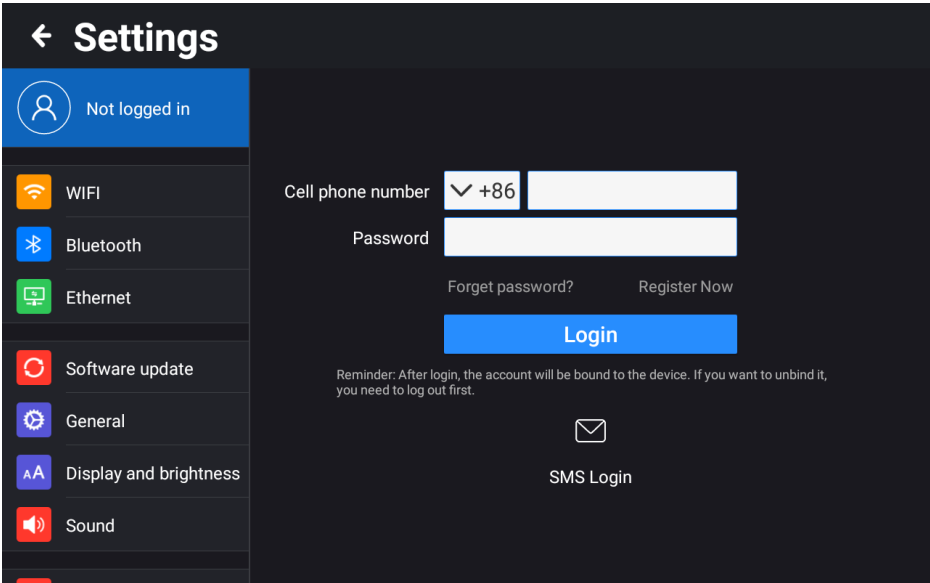 Settings
Not logged in
WIFI
Bluetooth
Ethernet
Software update
General
AA Display and brightness
Sound
Cell phone number +86
Password
Forget password? Register Now
Login
Reminder: After login, the account will be bound to the device. If you want to unbind it,
you need to log out first.
SMS Login